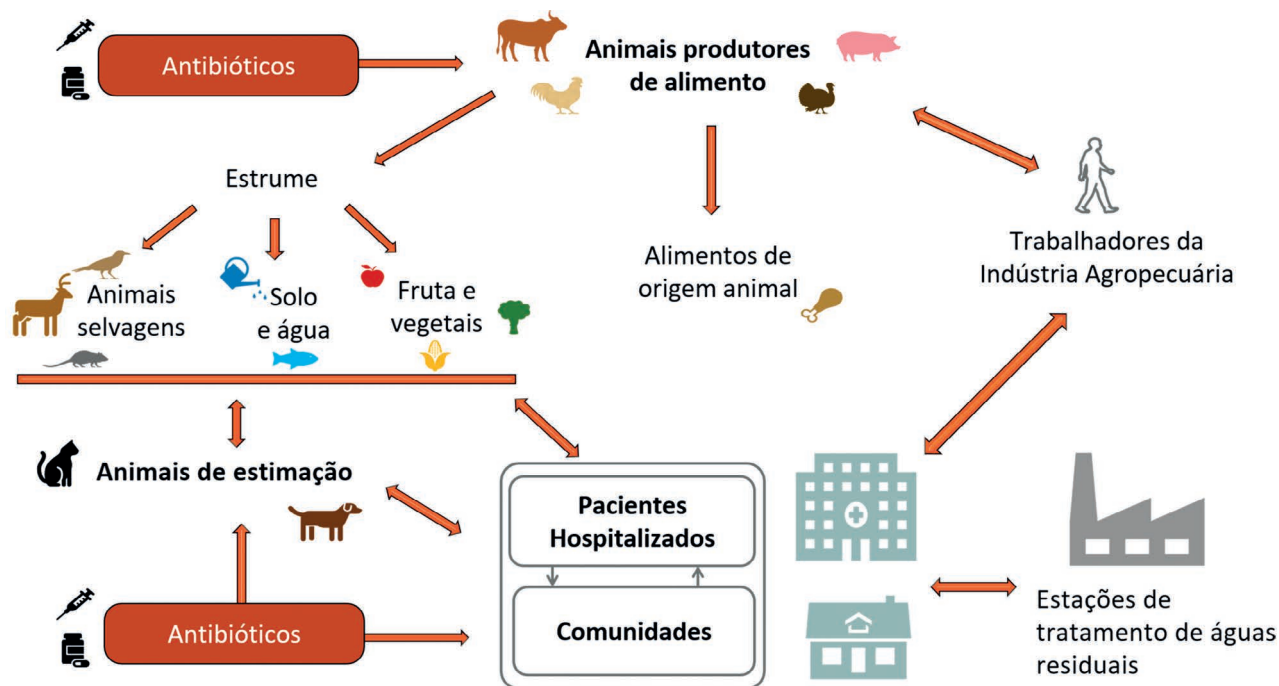 Antibióticos
Animais produtores
de alimento
Estrume
Animais
selvagens
Solo
e água
Fruta e
vegetais
Alimentos de
origem animal
Trabalhadores da
Indústria Agropecuária
Animais de estimação
Pacientes
Hospitalizados
Comunidades
Antibióticos
Estações de
tratamento de águas
residuais